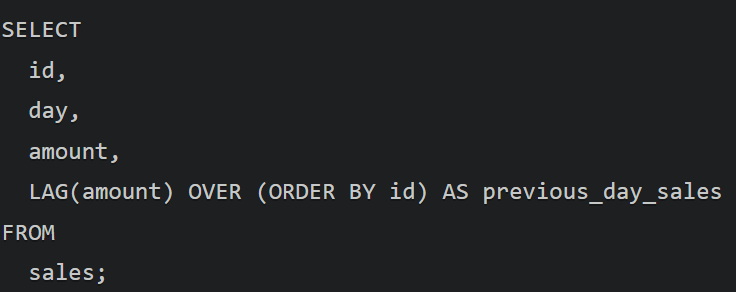 SELECT
  id,
  day,
  amount,
  LAG(amount) OVER (ORDER BY id) AS previous_day_sales
FROM
  sales;